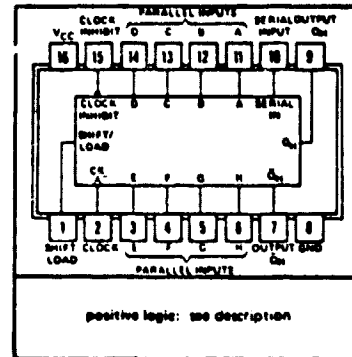 PARALLEL INPUTS
CLOCK SERIAL OUTPUT
VCC INHIBIT D C B A INPUT QH
16 15 14 13 12 11 10 9
CLOCK INHIBIT D C B A SERIAL IN
SHIFT/ LOAD QH
CK E F G H Q̅H
1 2 3 4 5 6 7 8
SHIFT LOAD CLOCK E F G H OUTPUT Q̅H GND
PARALLEL INPUTS
positive logic: see description